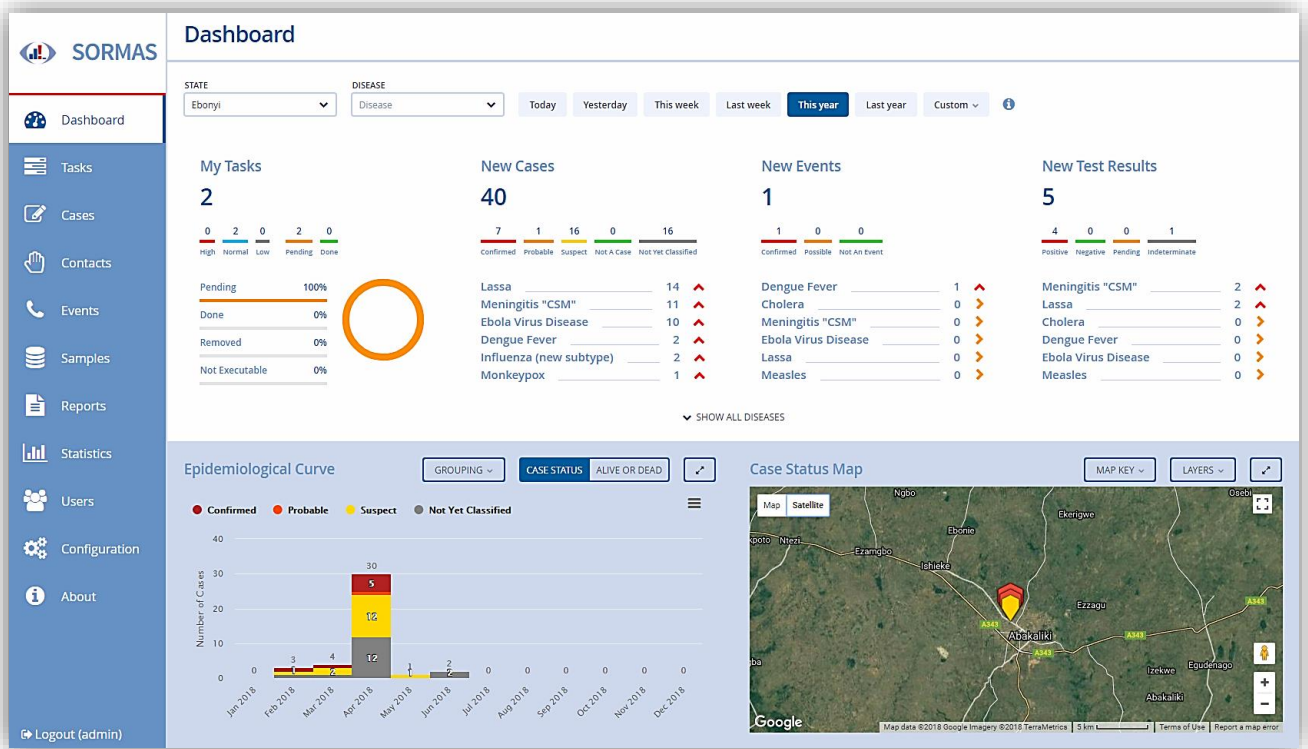 SORMAS
Dashboard
Tasks
Cases
Contacts
Events
Samples
Reports
Statistics
Users
Configuration
About
Logout (admin)
Dashboard
STATE
Ebonyi
DISEASE
Disease
Today Yesterday This week Last week This year Last year Custom
My Tasks
2
0 2 0 2 0
High Normal Low Pending Done
Pending 100%
Done 0%
Removed 0%
Not Executable 0%
New Cases
40
7 1 16 0 16
Confirmed Probable Suspect Not A Case Not Yet Classified
Lassa 14
Meningitis "CSM" 11
Ebola Virus Disease 10
Dengue Fever 2
Influenza (new subtype) 2
Monkeypox 1
New Events
1
1 0 0
Confirmed Possible Not An Event
Dengue Fever 1
Cholera 0
Meningitis "CSM" 0
Ebola Virus Disease 0
Lassa 0
Measles 0
New Test Results
5
4 0 0 1
Positive Negative Pending Indeterminate
Meningitis "CSM" 2
Lassa 2
Cholera 0
Dengue Fever 0
Ebola Virus Disease 0
Measles 0
SHOW ALL DISEASES
Epidemiological Curve
GROUPING CASE STATUS ALIVE OR DEAD
Confirmed Probable Suspect Not Yet Classified
Number of Cases
40
30
20
10
0
0 3 4 30 1 2 0 0 0 0 0 0
5
12
12
1 2 1 2
Jan 2018 Feb 2018 Mar 2018 Apr 2018 May 2018 Jun 2018 Jul 2018 Aug 2018 Sep 2018 Oct 2018 Nov 2018 Dec 2018
Case Status Map
MAP KEY LAYERS
Map Satellite
Ngbo
Osebi
Ekerigwe
Ebonie
kpoto Ntezi
Ezamgbo
Ishieke
Ezzagu
A343
A343
Abakaliki
A343
A343
ba
Izekwe
Egudenago
Abakaliki
Google
Map data ©2018 Google Imagery ©2018 TerraMetrica 5 km Terms of Use Report a map error